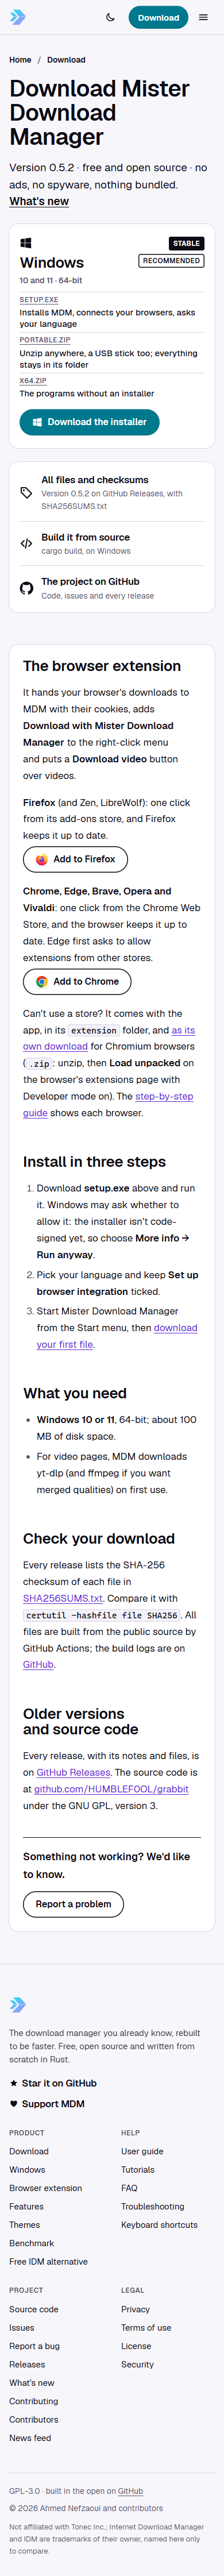 Download
Home / Download
Download Mister
Download
Manager
Version 0.5.2 · free and open source · no
ads, no spyware, nothing bundled.
What's new
STABLE
Windows
RECOMMENDED
10 and 11 · 64-bit
SETUP.EXE
Installs MDM, connects your browsers, asks
your language
PORTABLE.ZIP
Unzip anywhere, a USB stick too; everything
stays in its folder
X64.ZIP
The programs without an installer
Download the installer
All files and checksums
Version 0.5.2 on GitHub Releases, with
SHA256SUMS.txt
Build it from source
cargo build, on Windows
The project on GitHub
Code, issues and every release
The browser extension
It hands your browser's downloads to
MDM with their cookies, adds
Download with Mister Download
Manager to the right-click menu
and puts a Download video button
over videos.
Firefox (and Zen, LibreWolf): one click
from its add-ons store, and Firefox
keeps it up to date.
Add to Firefox
Chrome, Edge, Brave, Opera and
Vivaldi: one click from the Chrome Web
Store, and the browser keeps it up to
date. Edge first asks to allow
extensions from other stores.
Add to Chrome
Can't use a store? It comes with the
app, in its extension folder, and as its
own download for Chromium browsers
(.zip: unzip, then Load unpacked on
the browser's extensions page with
Developer mode on). The step-by-step
guide shows each browser.
Install in three steps
1. Download setup.exe above and run
it. Windows may ask whether to
allow it: the installer isn't code-
signed yet, so choose More info →
Run anyway.
2. Pick your language and keep Set up
browser integration ticked.
3. Start Mister Download Manager
from the Start menu, then download
your first file.
What you need
• Windows 10 or 11, 64-bit; about 100
MB of disk space.
• For video pages, MDM downloads
yt-dlp (and ffmpeg if you want
merged qualities) on first use.
Check your download
Every release lists the SHA-256
checksum of each file in
SHA256SUMS.txt. Compare it with
certutil -hashfile file SHA256. All
files are built from the public source by
GitHub Actions; the build logs are on
GitHub.
Older versions
and source code
Every release, with its notes and files, is
on GitHub Releases. The source code is
at github.com/HUMBLEF0OL/grabbit
under the GNU GPL, version 3.
Something not working? We'd like
to know.
Report a problem
The download manager you already know, rebuilt
to be faster. Free, open source and written from
scratch in Rust.
Star it on GitHub
Support MDM
PRODUCT
Download
Windows
Browser extension
Features
Themes
Benchmark
Free IDM alternative
HELP
User guide
Tutorials
FAQ
Troubleshooting
Keyboard shortcuts
PROJECT
Source code
Issues
Report a bug
Releases
What's new
Contributing
Contributors
News feed
LEGAL
Privacy
Terms of use
License
Security
GPL-3.0 · built in the open on GitHub
© 2026 Ahmed Nefzaoui and contributors
Not affiliated with Tonec Inc.; Internet Download Manager
and IDM are trademarks of their owner, named here only
to compare.